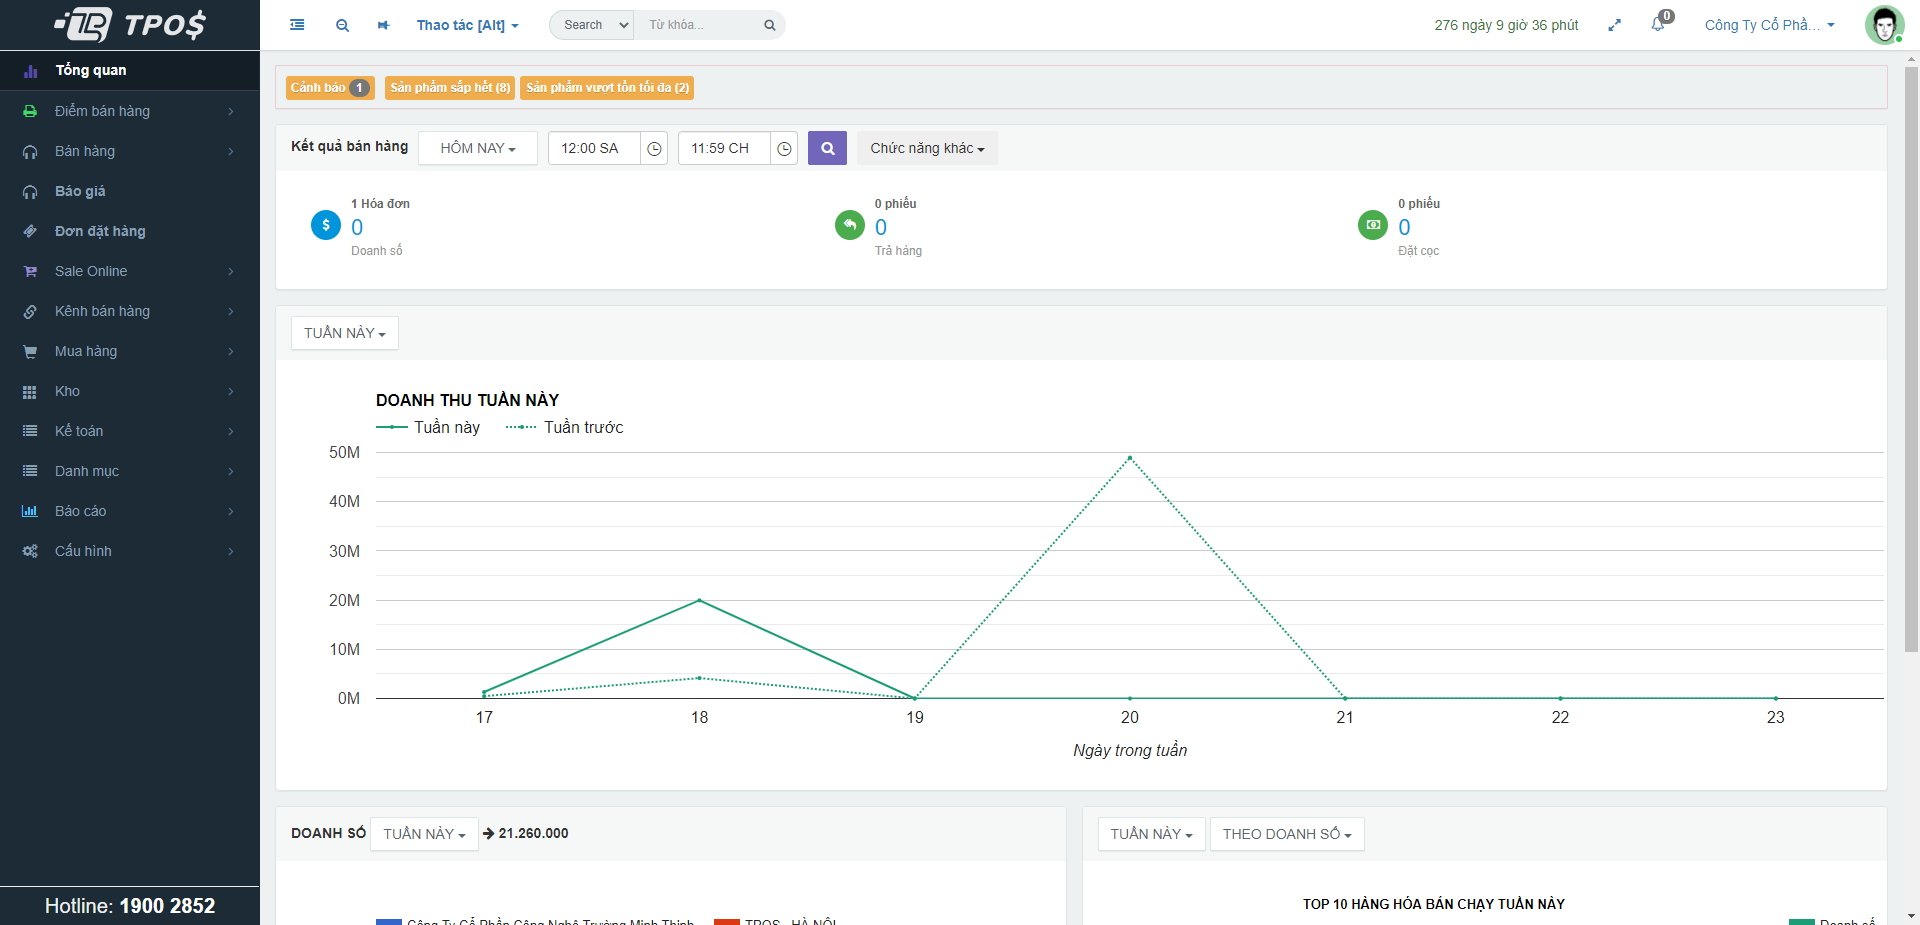 TPO$
Thao tác [Alt]
Search
Từ khóa...
276 ngày 9 giờ 36 phút
0
Công Ty Cổ Phầ...
Tổng quan
Điểm bán hàng
Bán hàng
Báo giá
Đơn đặt hàng
Sale Online
Kênh bán hàng
Mua hàng
Kho
Kế toán
Danh mục
Báo cáo
Cấu hình
Hotline: 1900 2852
Cảnh báo 1
Sản phẩm sắp hết (8)
Sản phẩm vượt tồn tối đa (2)
Kết quả bán hàng
HÔM NAY
12:00 SA
11:59 CH
Chức năng khác
1 Hóa đơn
0
Doanh số
0 phiếu
0
Trả hàng
0 phiếu
0
Đặt cọc
TUẦN NÀY
DOANH THU TUẦN NÀY
Tuần này
Tuần trước
50M
40M
30M
20M
10M
0M
17 18 19 20 21 22 23
Ngày trong tuần
DOANH SỐ
TUẦN NÀY
21.260.000
TUẦN NÀY
THEO DOANH SỐ
TOP 10 HÀNG HÓA BÁN CHẠY TUẦN NÀY
Công Ty Cổ Phần Công Nghệ Trường Minh Thịnh
TPOS - HÀ NỘI
Doanh số